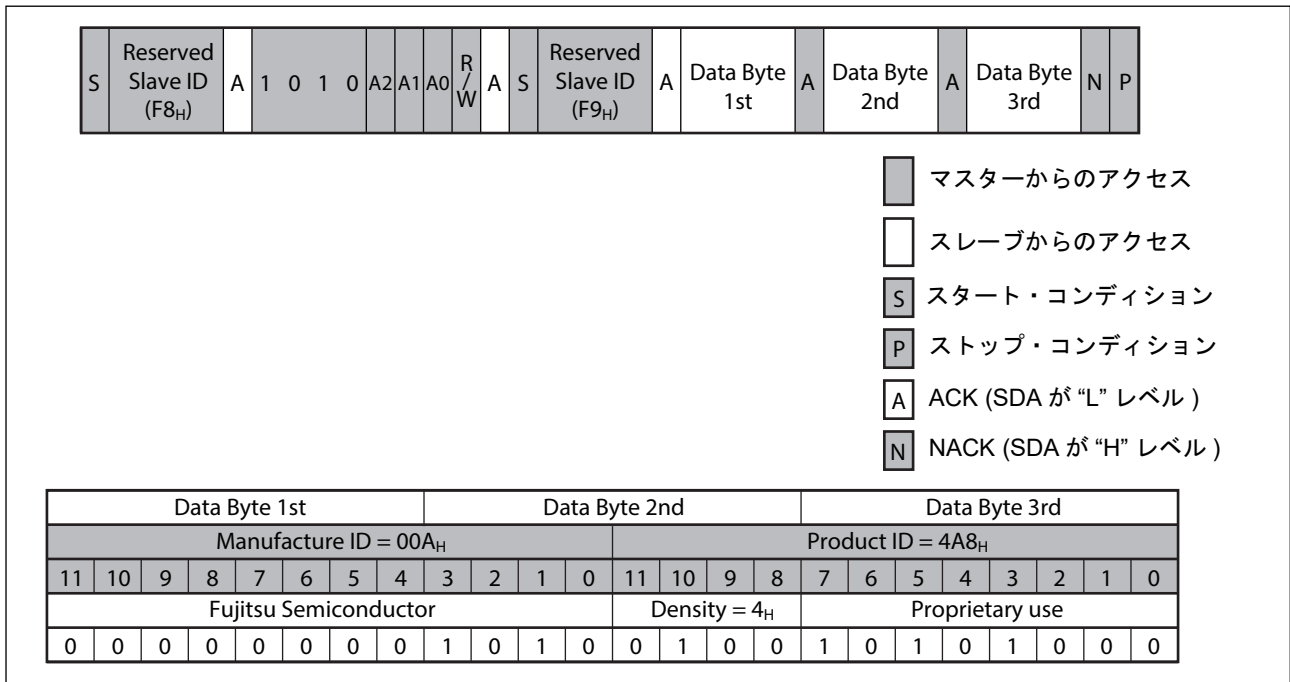 S Reserved Slave ID (F8H) A 1 0 1 0 A2 A1 A0 R/W A S Reserved Slave ID (F9H) A Data Byte 1st A Data Byte 2nd A Data Byte 3rd N P
マスターからのアクセス
スレーブからのアクセス
S スタート・コンディション
P ストップ・コンディション
A ACK (SDA が “L” レベル )
N NACK (SDA が “H” レベル )
Data Byte 1st Data Byte 2nd Data Byte 3rd
Manufacture ID = 00AH Product ID = 4A8H
11 10 9 8 7 6 5 4 3 2 1 0 11 10 9 8 7 6 5 4 3 2 1 0
Fujitsu Semiconductor Density = 4H Proprietary use
0 0 0 0 0 0 0 0 1 0 1 0 0 1 0 0 1 0 1 0 1 0 0 0